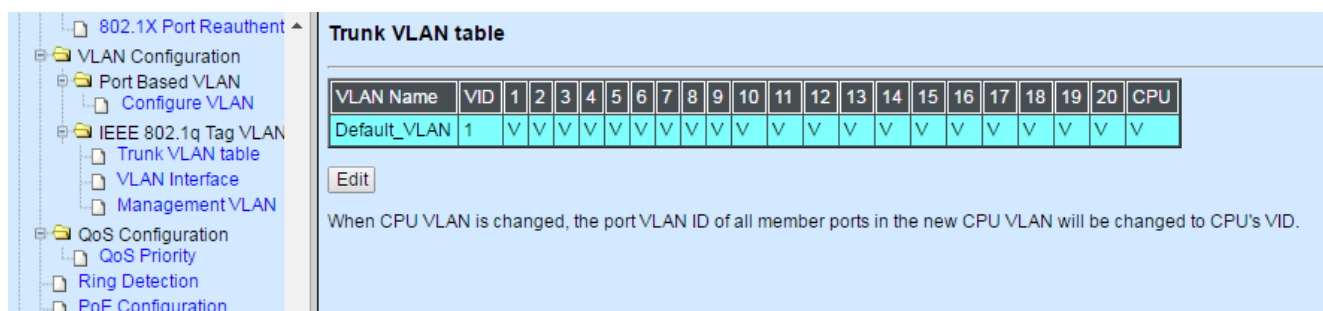 802.1X Port Reauthent
VLAN Configuration
Port Based VLAN
Configure VLAN
IEEE 802.1q Tag VLAN
Trunk VLAN table
VLAN Interface
Management VLAN
QoS Configuration
QoS Priority
Ring Detection
PoE Configuration
Trunk VLAN table
VLAN Name VID 1 2 3 4 5 6 7 8 9 10 11 12 13 14 15 16 17 18 19 20 CPU
Default_VLAN 1 V V V V V V V V V V V V V V V V V V V V V
Edit
When CPU VLAN is changed, the port VLAN ID of all member ports in the new CPU VLAN will be changed to CPU's VID.